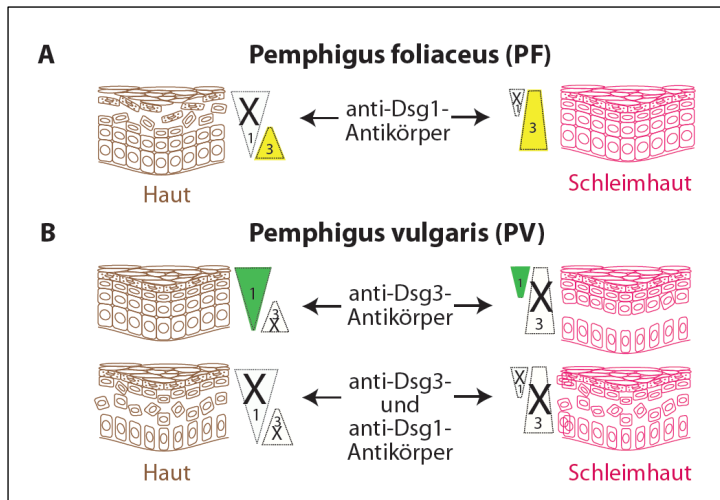 A Pemphigus foliaceus (PF)
X
1
3
anti-Dsg1-
Antikörper
X
1
3
Haut
Schleimhaut
B Pemphigus vulgaris (PV)
1
3
X
anti-Dsg3-
Antikörper
1
X
3
X
1
3
X
anti-Dsg3-
und
anti-Dsg1-
Antikörper
X
1
X
3
Haut
Schleimhaut